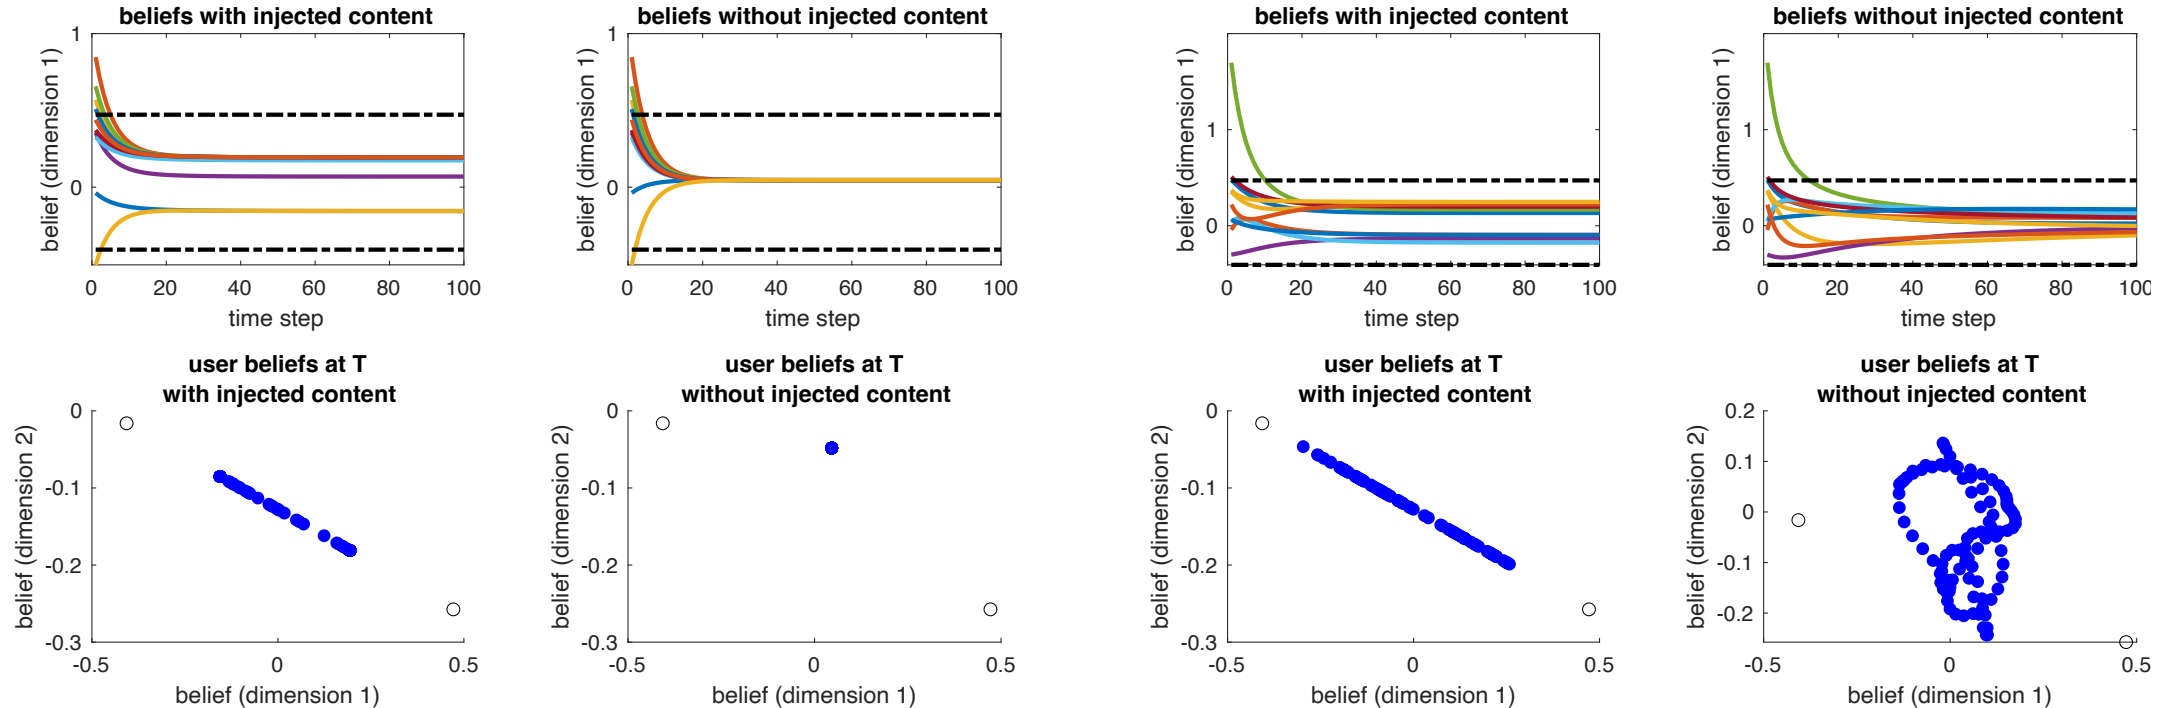 beliefs with injected content
1
0
belief (dimension 1)
0 20 40 60 80 100
time step
beliefs without injected content
1
0
belief (dimension 1)
0 20 40 60 80 100
time step
beliefs with injected content
1
0
belief (dimension 1)
0 20 40 60 80 100
time step
beliefs without injected content
1
0
belief (dimension 1)
0 20 40 60 80 100
time step
user beliefs at T
with injected content
0
-0.1
-0.2
-0.3
belief (dimension 2)
-0.5 0 0.5
belief (dimension 1)
user beliefs at T
without injected content
0
-0.1
-0.2
-0.3
belief (dimension 2)
-0.5 0 0.5
belief (dimension 1)
user beliefs at T
with injected content
0
-0.1
-0.2
-0.3
belief (dimension 2)
-0.5 0 0.5
belief (dimension 1)
user beliefs at T
without injected content
0.2
0.1
0
-0.1
-0.2
belief (dimension 2)
-0.5 0 0.5
belief (dimension 1)